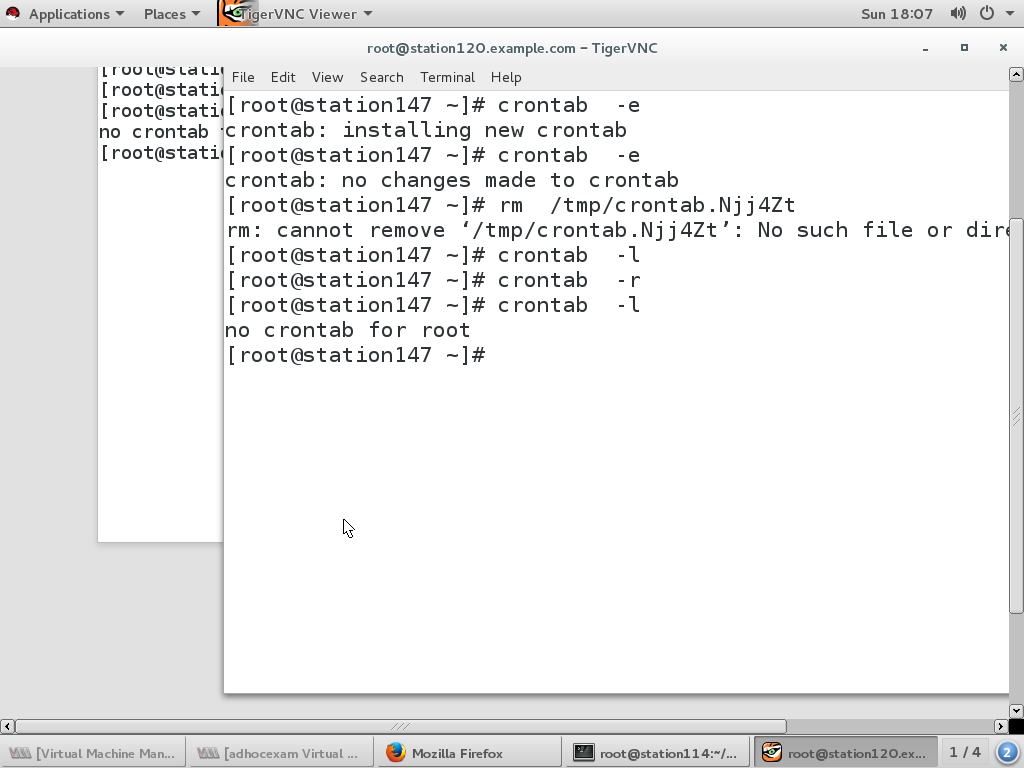 Applications Places TigerVNC Viewer Sun 18:07
root@station120.example.com – TigerVNC
File Edit View Search Terminal Help
[root@stati
[root@stati
[root@stati
no crontab
[root@stati
[root@station147 ~]# crontab -e
crontab: installing new crontab
[root@station147 ~]# crontab -e
crontab: no changes made to crontab
[root@station147 ~]# rm /tmp/crontab.Njj4Zt
rm: cannot remove ‘/tmp/crontab.Njj4Zt’: No such file or dire
[root@station147 ~]# crontab -l
[root@station147 ~]# crontab -r
[root@station147 ~]# crontab -l
no crontab for root
[root@station147 ~]#
[Virtual Machine Man... [adhocexam Virtual ... Mozilla Firefox root@station114:~/... root@station120.ex... 1 / 4 2